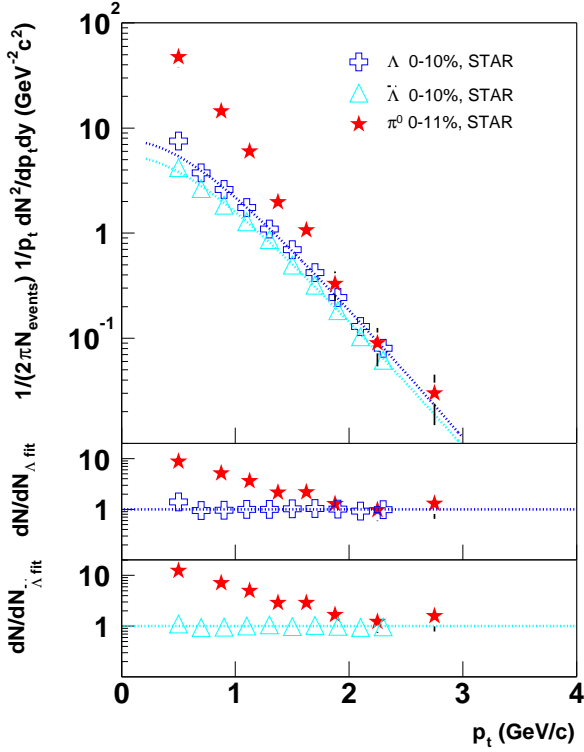 1/(2πN_events) 1/p_t dN²/dp_t dy (GeV⁻²c²)
10²
10
1
10⁻¹
Λ 0-10%, STAR
Λ̈ 0-10%, STAR
π⁰ 0-11%, STAR
dN/dN_Λ fit
10
1
dN/dN_Λ̈ fit
10
1
0 1 2 3 4
p_t (GeV/c)